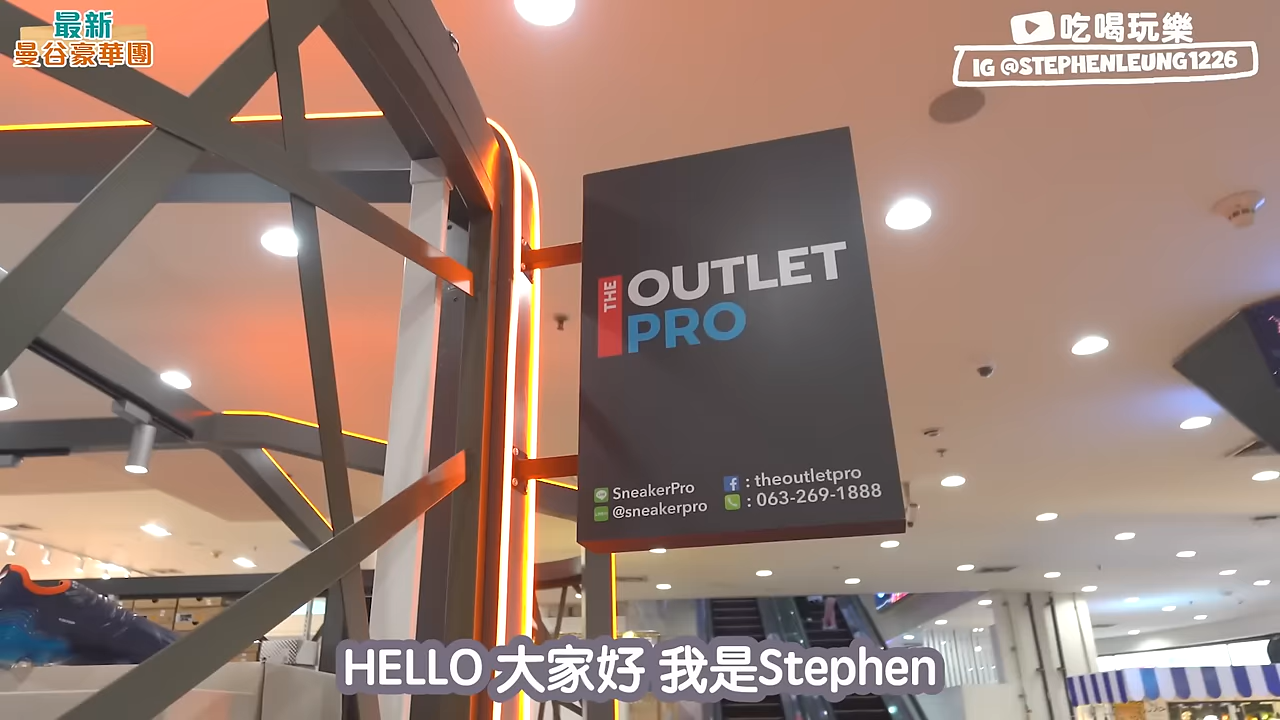 最新
曼谷豪華團
吃喝玩樂
IG @STEPHENLEUNG1226
THE
OUTLET
PRO
SneakerPro
@sneakerpro
: theoutletpro
: 063-269-1888
HELLO 大家好 我是Stephen